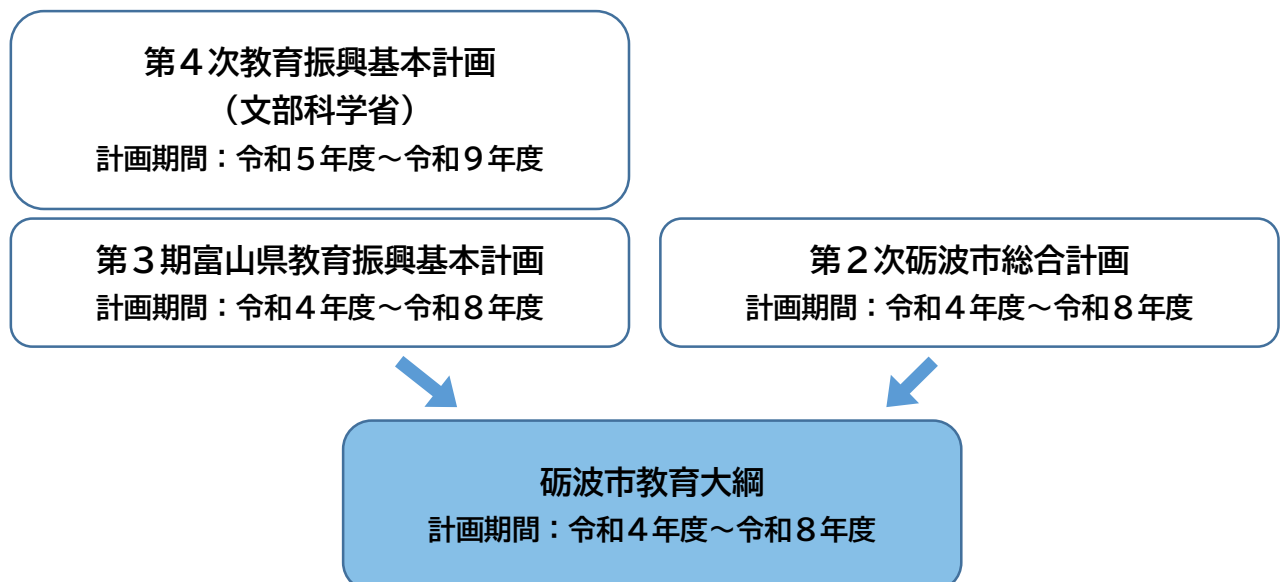 第４次教育振興基本計画
（文部科学省）
計画期間：令和５年度～令和９年度
第３期富山県教育振興基本計画
計画期間：令和４年度～令和８年度
第２次砺波市総合計画
計画期間：令和４年度～令和８年度
砺波市教育大綱
計画期間：令和４年度～令和８年度